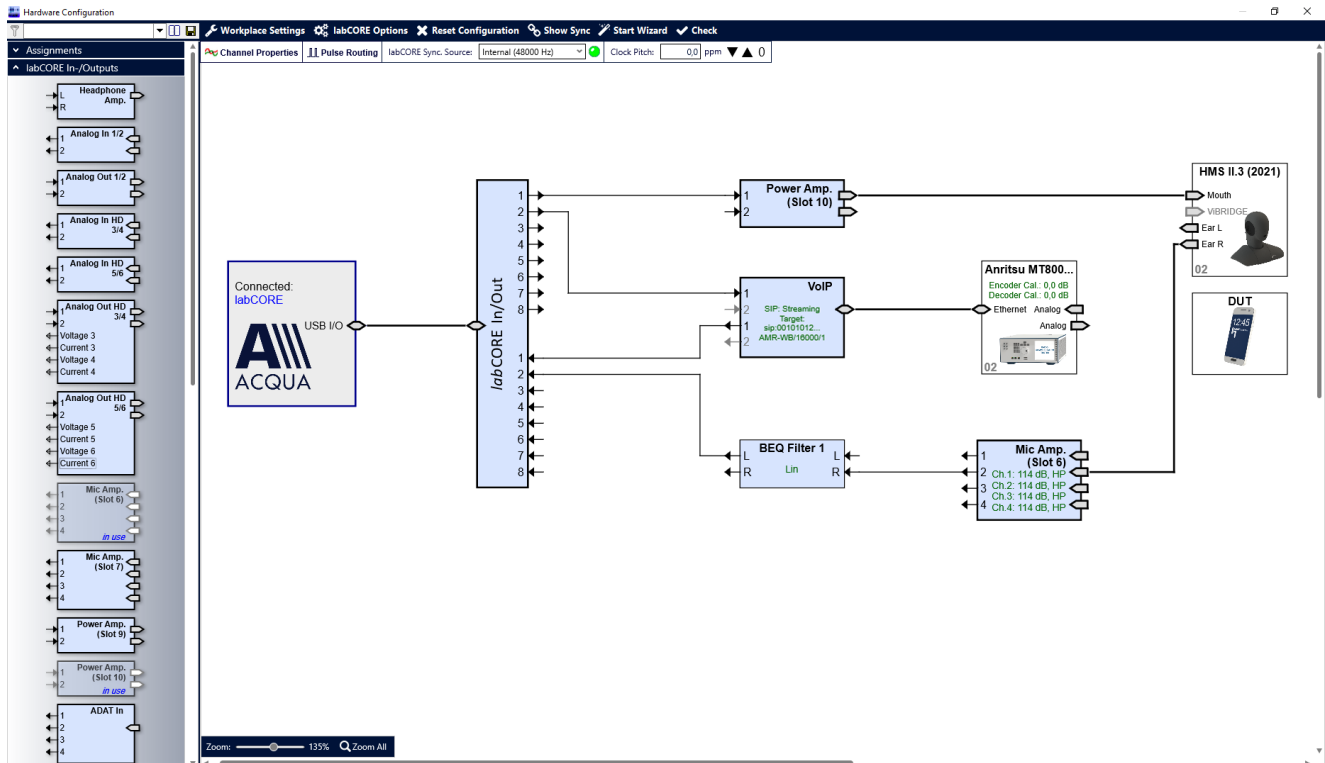 Hardware Configuration
Workplace Settings labCORE Options Reset Configuration Show Sync Start Wizard Check
Channel Properties Pulse Routing labCORE Sync. Source: Internal (48000 Hz) Clock Pitch: 0,0 ppm 0
Assignments
labCORE In-/Outputs
Headphone
Amp.
L
R
Analog In 1/2
1
2
Analog Out 1/2
1
2
Analog In HD
3/4
1
2
Analog In HD
5/6
1
2
Analog Out HD
3/4
1
2
Voltage 3
Current 3
Voltage 4
Current 4
Analog Out HD
5/6
1
2
Voltage 5
Current 5
Voltage 6
Current 6
Mic Amp.
(Slot 6)
1
2
3
4
in use
Mic Amp.
(Slot 7)
1
2
3
4
Power Amp.
(Slot 9)
1
2
Power Amp.
(Slot 10)
1
2
in use
ADAT In
1
2
3
4
Connected:
labCORE
USB I/O
ACQUA
labCORE In/Out
1
2
3
4
5
6
7
8
1
2
3
4
5
6
7
8
Power Amp.
(Slot 10)
1
2
VoIP
1
2
1
2
SIP: Streaming
Target:
sip:00101012...
AMR-WB/16000/1
BEQ Filter 1
L L
R R
Lin
Anritsu MT800...
Encoder Cal.: 0,0 dB
Decoder Cal.: 0,0 dB
Ethernet Analog
Analog
02
Mic Amp.
(Slot 6)
1
2 Ch.1: 114 dB, HP
Ch.2: 114 dB, HP
3 Ch.3: 114 dB, HP
4 Ch.4: 114 dB, HP
HMS II.3 (2021)
Mouth
ViBRIDGE
Ear L
Ear R
02
DUT
12:45
Zoom: 135% Zoom All